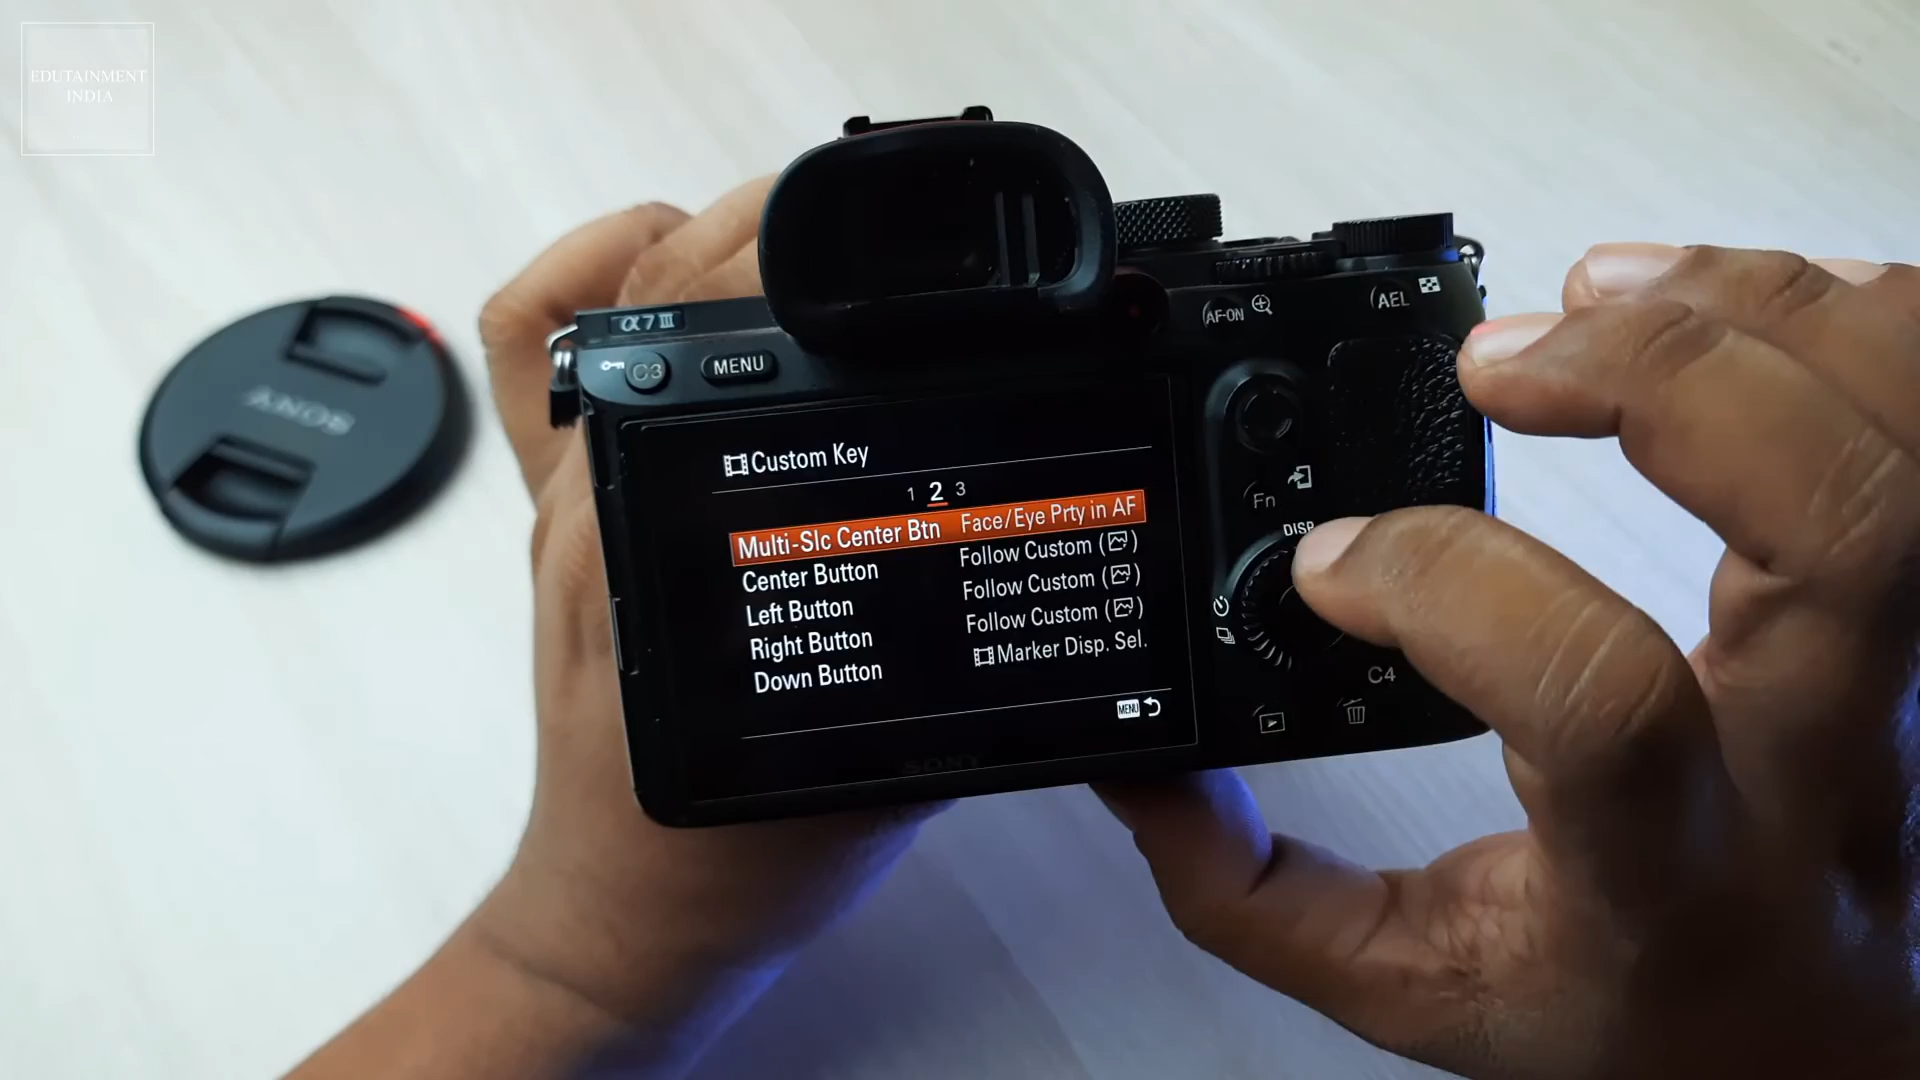 EDUTAINMENT
INDIA
α7III
C3
MENU
AF-ON
AEL
SONY
Custom Key
1 2 3
Multi-Slc Center Btn Face/Eye Prty in AF
Center Button Follow Custom
Left Button Follow Custom
Right Button Follow Custom
Down Button Marker Disp. Sel.
MENU
SONY
Fn
DISP
C4